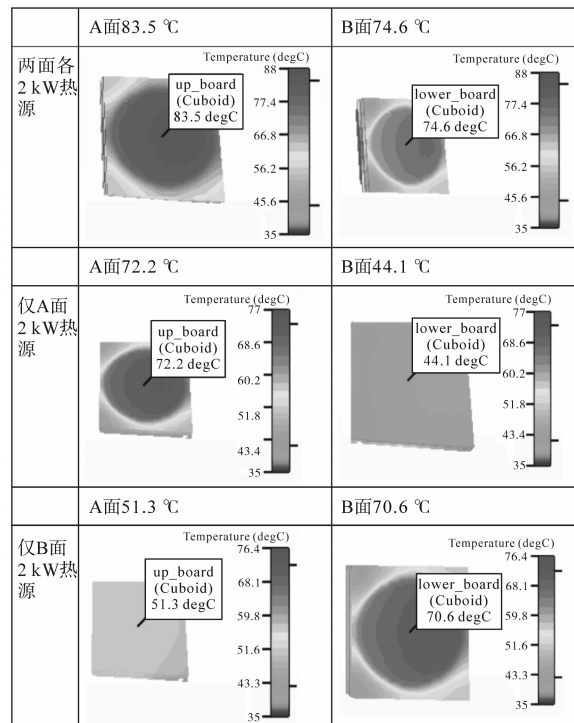 A面83.5 ℃
B面74.6 ℃
两面各
2 kW热
源
Temperature (degC)
88
77.4
66.8
56.2
45.6
35
up_board
(Cuboid)
83.5 degC
Temperature (degC)
88
77.4
66.8
56.2
45.6
35
lower_board
(Cuboid)
74.6 degC
A面72.2 ℃
B面44.1 ℃
仅A面
2 kW热
源
Temperature (degC)
77
68.6
60.2
51.8
43.4
35
up_board
(Cuboid)
72.2 degC
Temperature (degC)
77
68.6
60.2
51.8
43.4
35
lower_board
(Cuboid)
44.1 degC
A面51.3 ℃
B面70.6 ℃
仅B面
2 kW热
源
Temperature (degC)
76.4
68.1
59.8
51.6
43.3
35
up_board
(Cuboid)
51.3 degC
Temperature (degC)
76.4
68.1
59.8
51.6
43.3
35
lower_board
(Cuboid)
70.6 degC